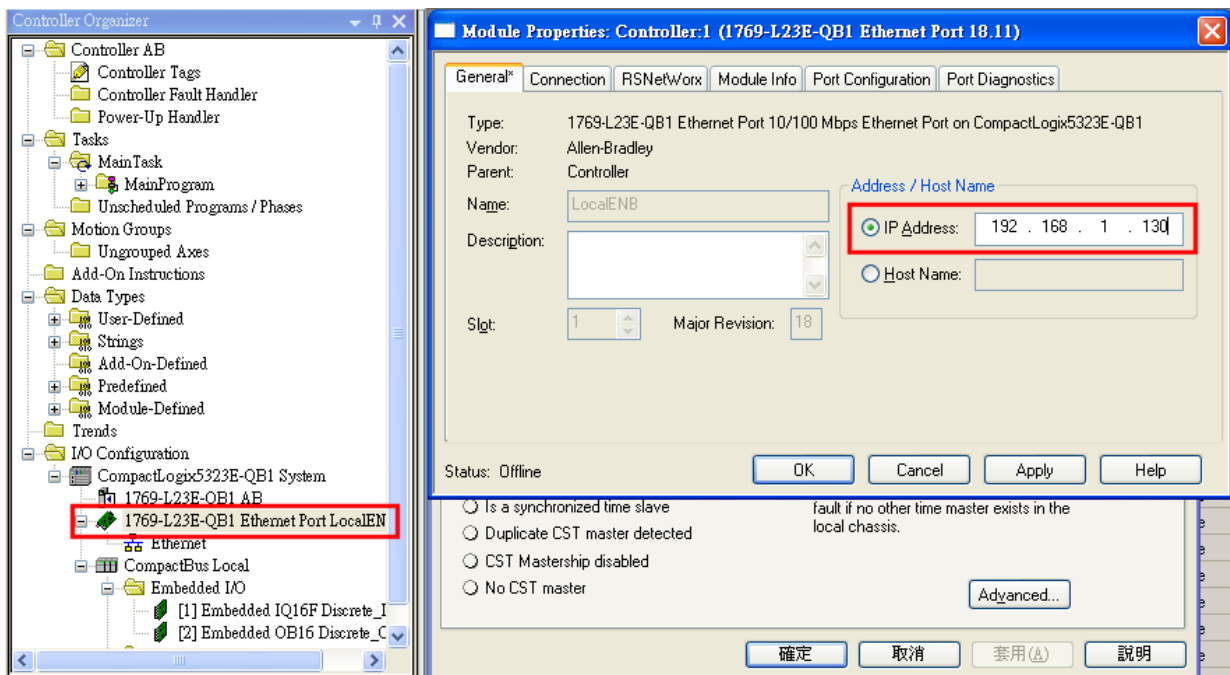 Controller Organizer
Controller AB
Controller Tags
Controller Fault Handler
Power-Up Handler
Tasks
MainTask
MainProgram
Unscheduled Programs / Phases
Motion Groups
Ungrouped Axes
Add-On Instructions
Data Types
User-Defined
Strings
Add-On-Defined
Predefined
Module-Defined
Trends
I/O Configuration
CompactLogix5323E-QB1 System
1769-L23E-QB1 AB
1769-L23E-QB1 Ethernet Port LocalEN
Ethernet
CompactBus Local
Embedded I/O
[1] Embedded IQ16F Discrete_I
[2] Embedded OB16 Discrete_O
Module Properties: Controller:1 (1769-L23E-QB1 Ethernet Port 18.11)
General* Connection RSNetWorx Module Info Port Configuration Port Diagnostics
Type: 1769-L23E-QB1 Ethernet Port 10/100 Mbps Ethernet Port on CompactLogix5323E-QB1
Vendor: Allen-Bradley
Parent: Controller
Name: LocalENB
Description:
Slot: 1 Major Revision: 18
Address / Host Name
IP Address: 192 . 168 . 1 . 130
Host Name:
Status: Offline
OK Cancel Apply Help
Is a synchronized time slave
Duplicate CST master detected
CST Mastership disabled
No CST master
fault if no other time master exists in the
local chassis.
Advanced...
確定 取消 套用(A) 說明